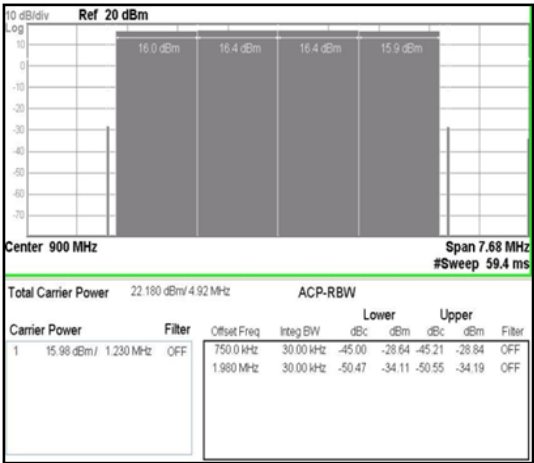 10 dB/div Ref 20 dBm
Log
10
0
-10
-20
-30
-40
-50
-60
-70
16.0 dBm 16.4 dBm 16.4 dBm 15.9 dBm
Center 900 MHz Span 7.68 MHz
#Sweep 59.4 ms
Total Carrier Power 22.180 dBm/ 4.92 MHz ACP-RBW
Lower Upper
Carrier Power Filter Offset Freq Integ BW dBc dBm dBc dBm Filter
1 15.98 dBm / 1.230 MHz OFF 750.0 kHz 30.00 kHz -45.00 -28.64 -45.21 -28.84 OFF
1.980 MHz 30.00 kHz -50.47 -34.11 -50.55 -34.19 OFF